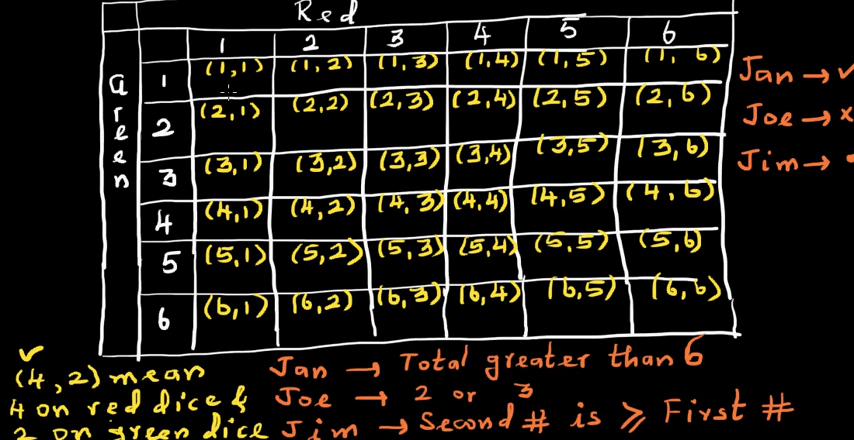 Red
1 2 3 4 5 6
Green
1 (1,1) (1,2) (1,3) (1,4) (1,5) (1,6)
2 (2,1) (2,2) (2,3) (2,4) (2,5) (2,6)
3 (3,1) (3,2) (3,3) (3,4) (3,5) (3,6)
4 (4,1) (4,2) (4,3) (4,4) (4,5) (4,6)
5 (5,1) (5,2) (5,3) (5,4) (5,5) (5,6)
6 (6,1) (6,2) (6,3) (6,4) (6,5) (6,6)
Jan → ✓
Joe → x
Jim →
✓
(4,2) mean
4 on red dice &
2 on green dice
Jan → Total greater than 6
Joe → 2 or 3
Jim → Second # is ≥ First #